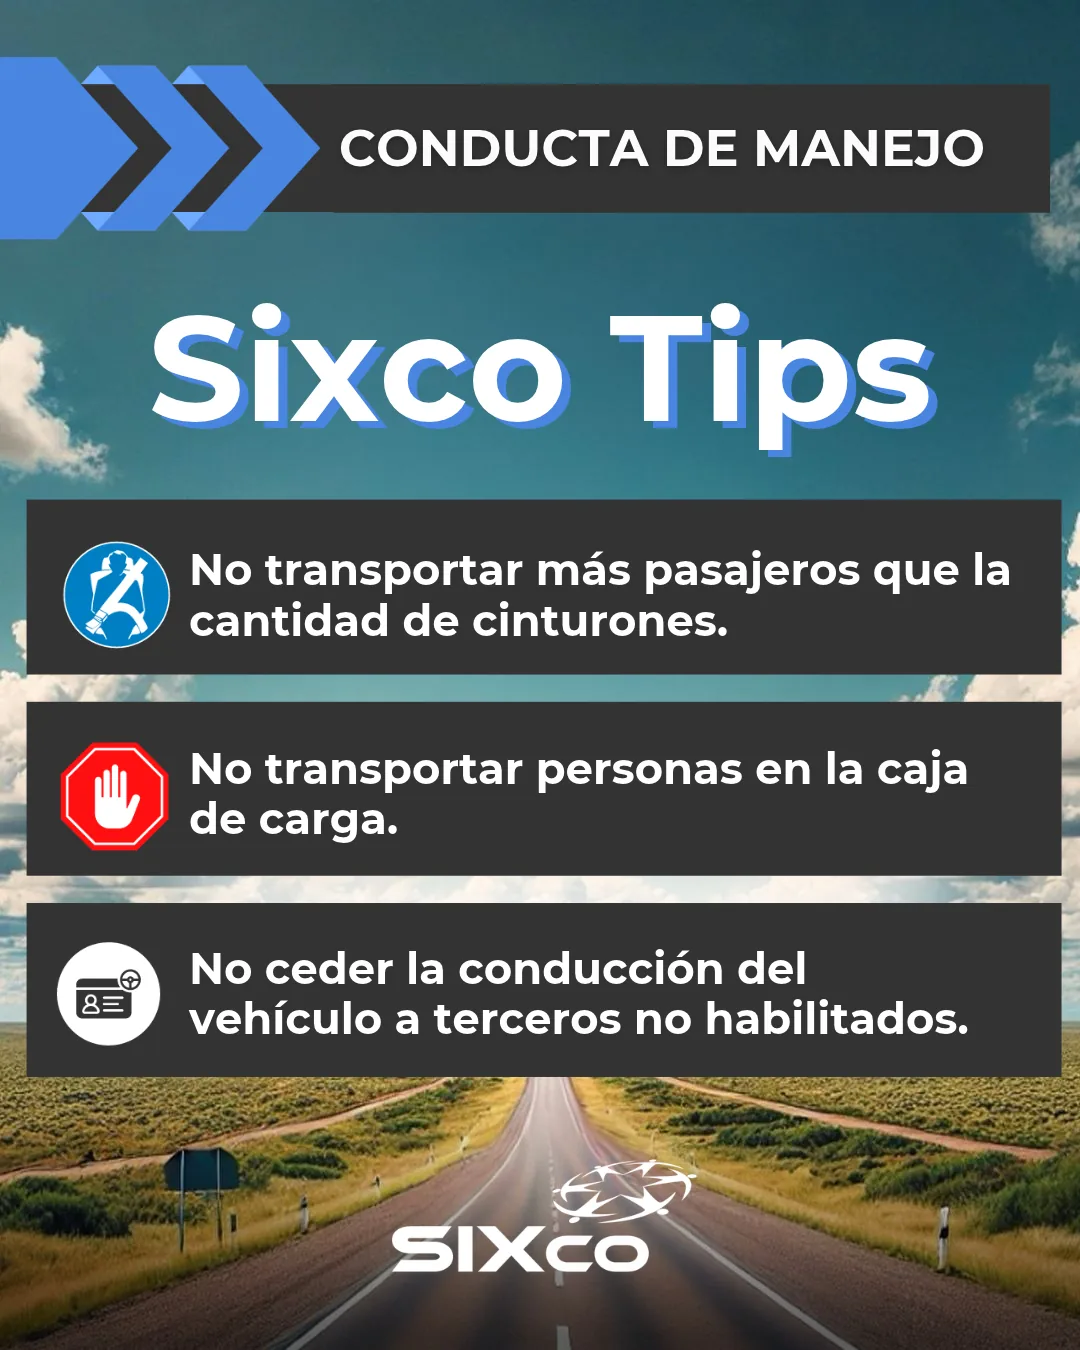 CONDUCTA DE MANEJO
Sixco Tips
No transportar más pasajeros que la
cantidad de cinturones.
No transportar personas en la caja
de carga.
No ceder la conducción del
vehículo a terceros no habilitados.
SIXCO